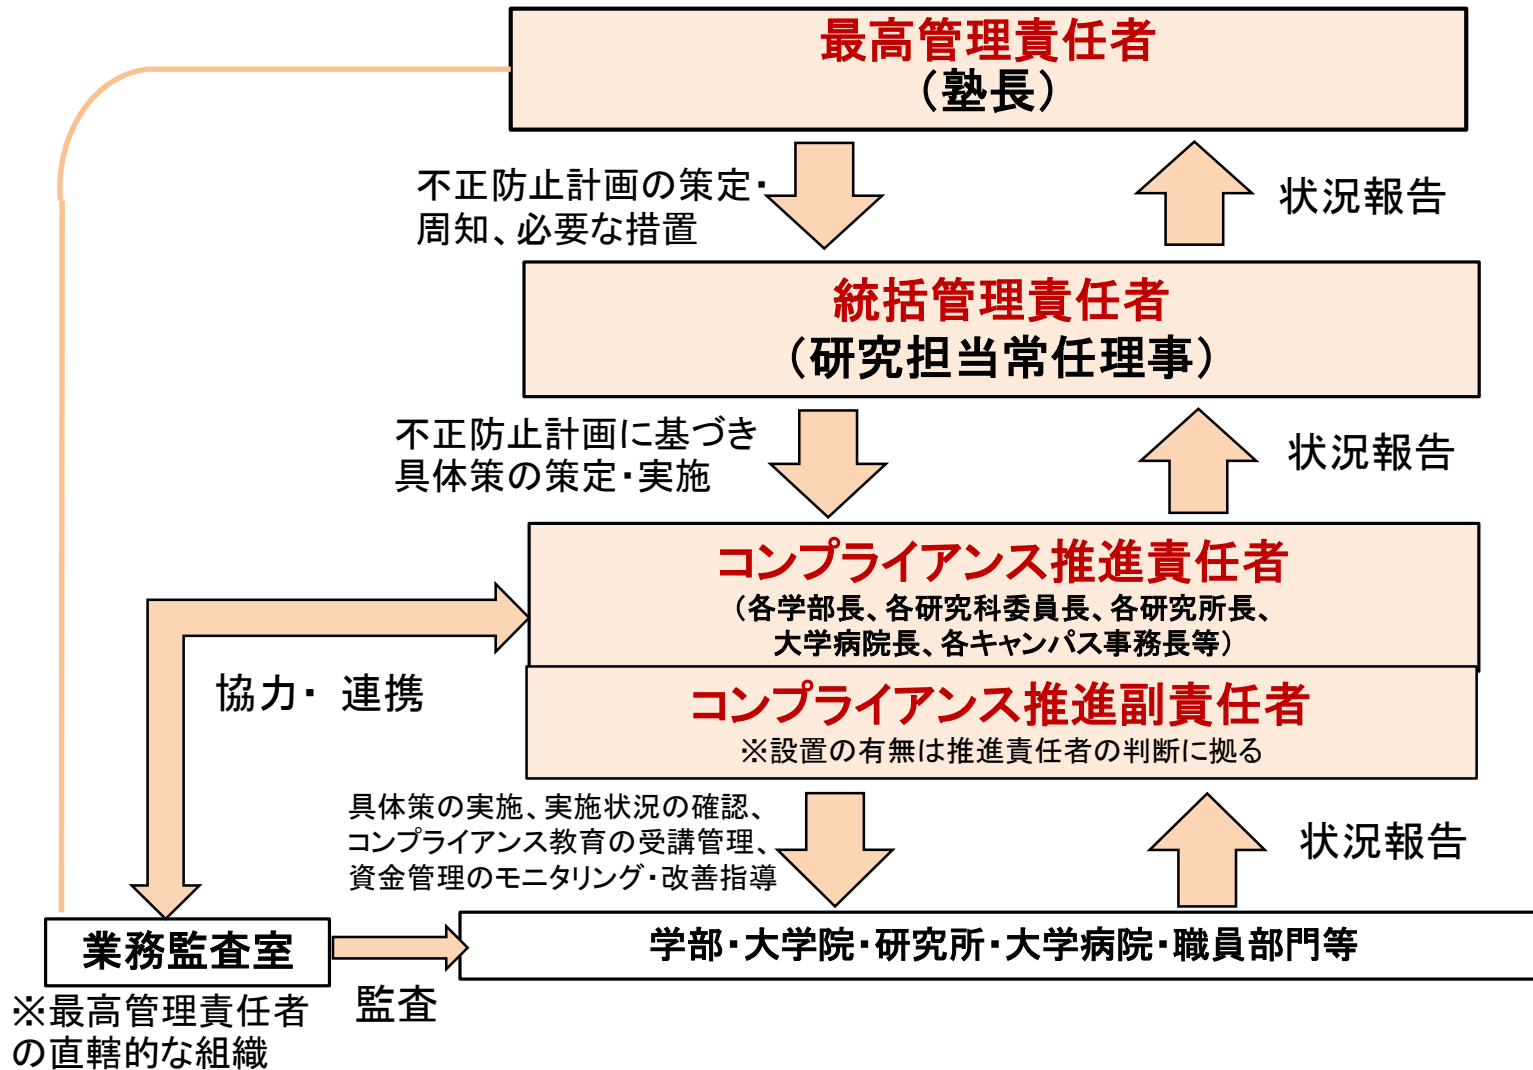 最高管理責任者
（塾長）
不正防止計画の策定・
周知、必要な措置
状況報告
統括管理責任者
（研究担当常任理事）
不正防止計画に基づき
具体策の策定・実施
状況報告
コンプライアンス推進責任者
（各学部長、各研究科委員長、各研究所長、
大学病院長、各キャンパス事務長等）
協力・ 連携
コンプライアンス推進副責任者
※設置の有無は推進責任者の判断に拠る
具体策の実施、実施状況の確認、
コンプライアンス教育の受講管理、
資金管理のモニタリング・改善指導
状況報告
業務監査室
学部・大学院・研究所・大学病院・職員部門等
監査
※最高管理責任者
の直轄的な組織